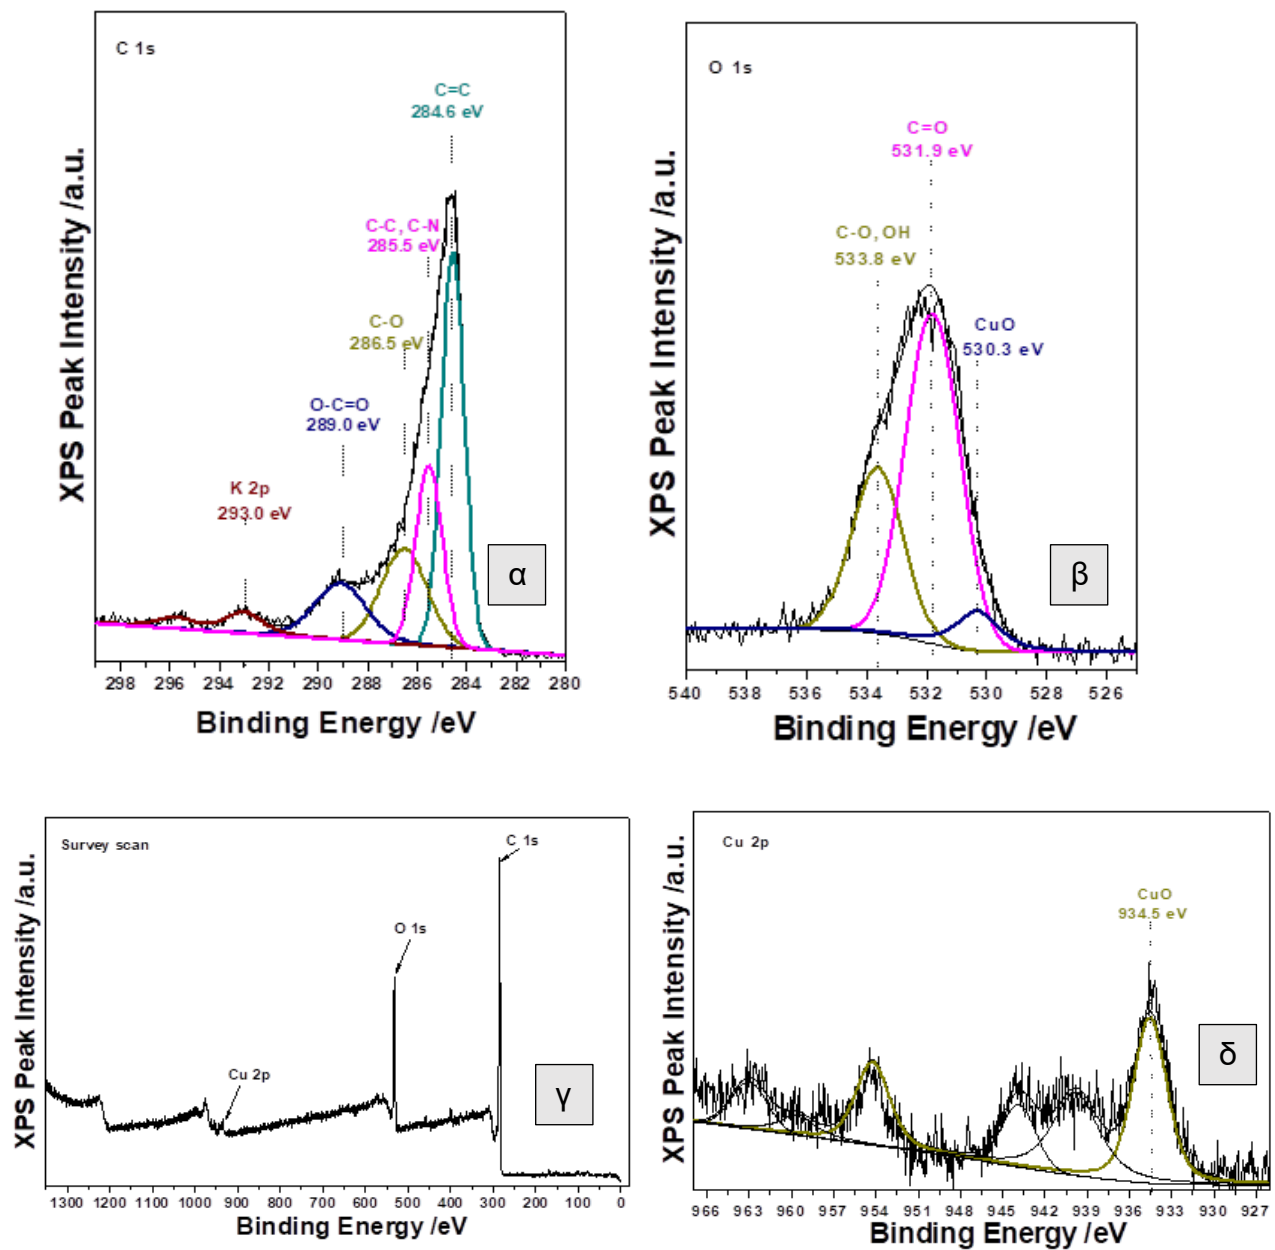 C 1s
C=C
284.6 eV
C-C, C-N
285.5 eV
C-O
286.5 eV
O-C=O
289.0 eV
K 2p
293.0 eV
α
XPS Peak Intensity /a.u.
298 296 294 292 290 288 286 284 282 280
Binding Energy /eV
O 1s
C=O
531.9 eV
C-O, OH
533.8 eV
CuO
530.3 eV
β
XPS Peak Intensity /a.u.
540 538 536 534 532 530 528 526
Binding Energy /eV
Survey scan
C 1s
O 1s
Cu 2p
γ
XPS Peak Intensity /a.u.
1300 1200 1100 1000 900 800 700 600 500 400 300 200 100 0
Binding Energy /eV
Cu 2p
CuO
934.5 eV
δ
XPS Peak Intensity /a.u.
966 963 960 957 954 951 948 945 942 939 936 933 930 927
Binding Energy /eV